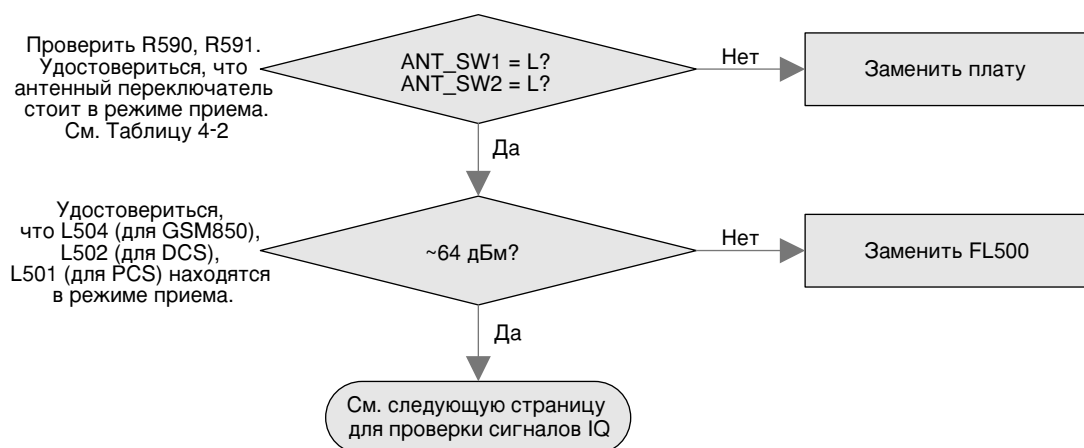 Проверить R590, R591.
Удостовериться, что
антенный переключатель
стоит в режиме приема.
См. Таблицу 4-2
ANT_SW1 = L?
ANT_SW2 = L?
Нет
Заменить плату
Да
Удостовериться,
что L504 (для GSM850),
L502 (для DCS),
L501 (для PCS) находятся
в режиме приема.
~64 дБм?
Нет
Заменить FL500
Да
См. следующую страницу
для проверки сигналов IQ